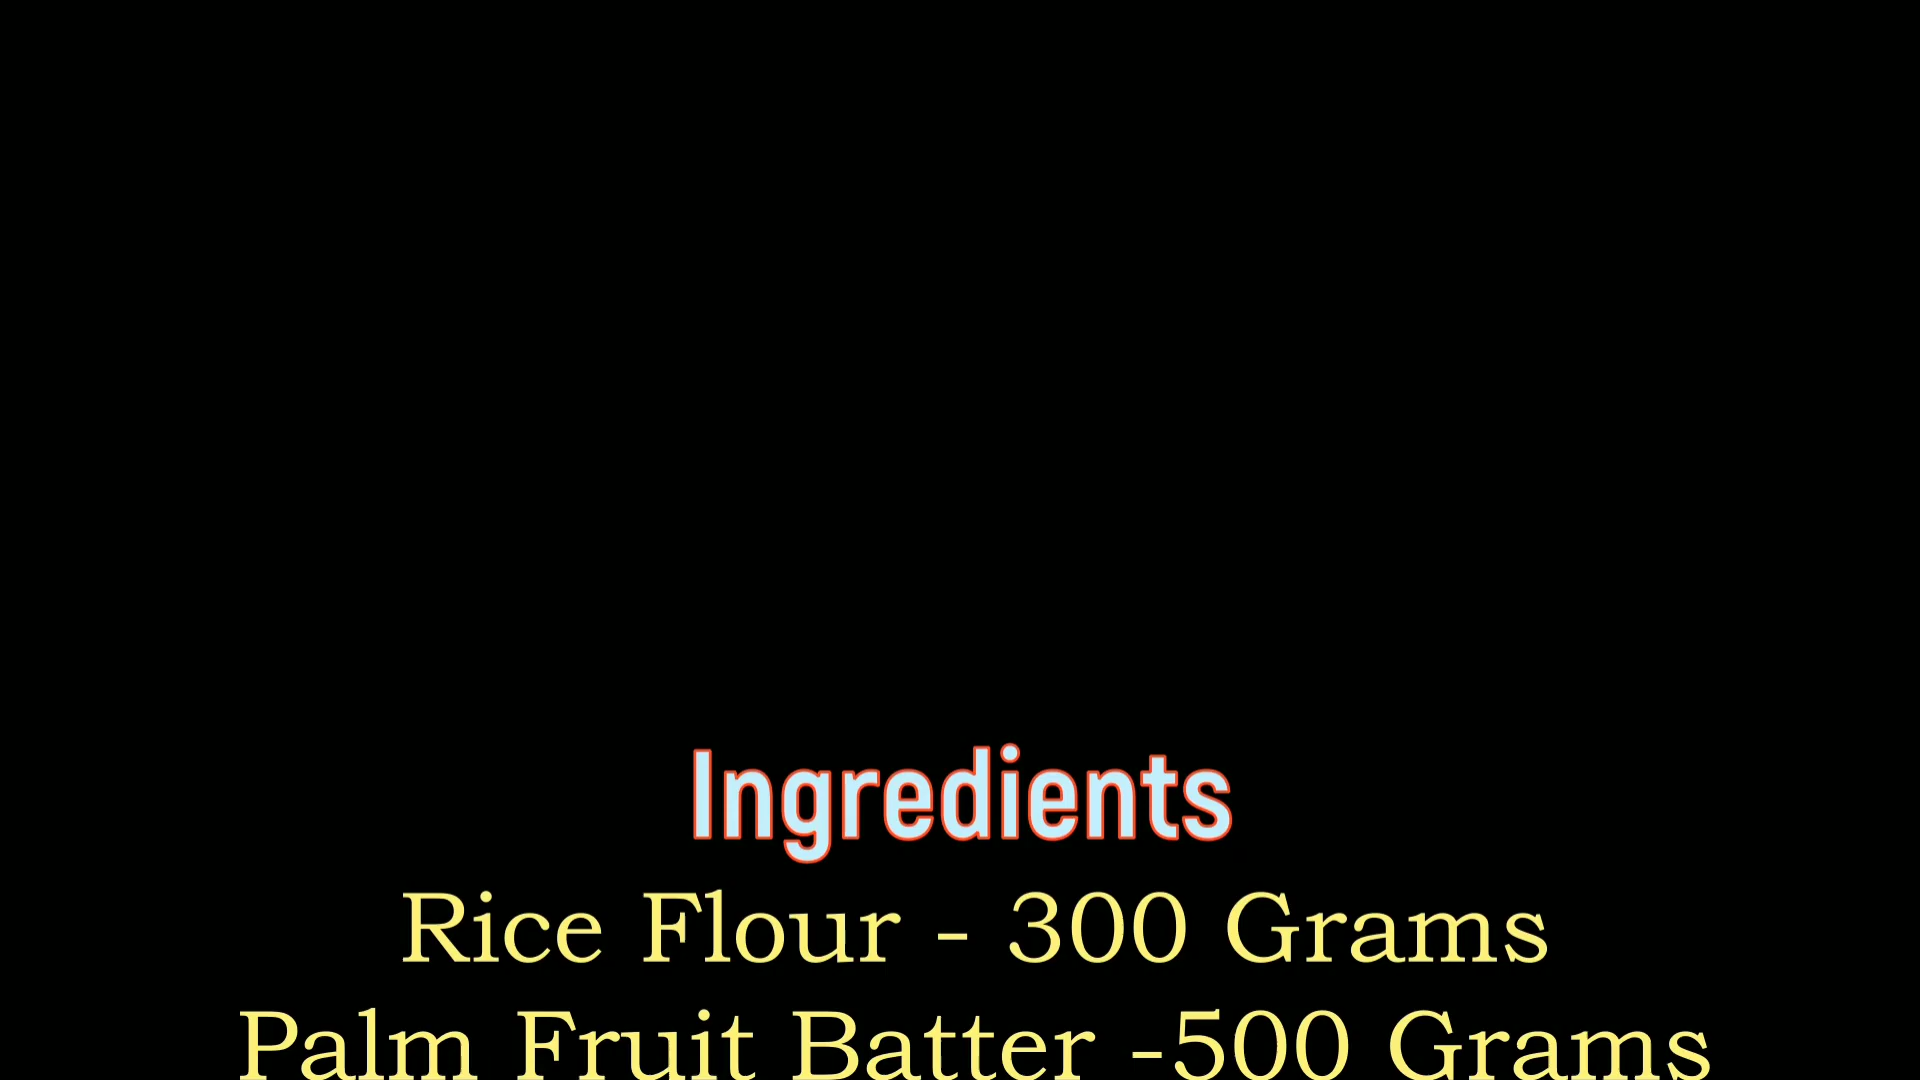 Ingredients
Rice Flour - 300 Grams
Palm Fruit Batter -500 Grams